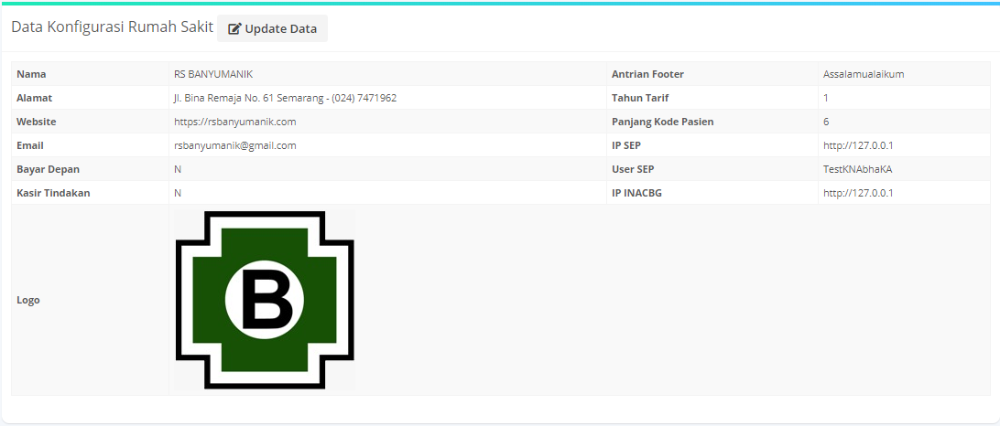 Data Konfigurasi Rumah Sakit Update Data
Nama RS BANYUMANIK Antrian Footer Assalamualaikum
Alamat Jl. Bina Remaja No. 61 Semarang - (024) 7471962 Tahun Tarif 1
Website https://rsbanyumanik.com Panjang Kode Pasien 6
Email rsbanyumanik@gmail.com IP SEP http://127.0.0.1
Bayar Depan N User SEP TestKNAbhaKA
Kasir Tindakan N IP INACBG http://127.0.0.1
Logo B